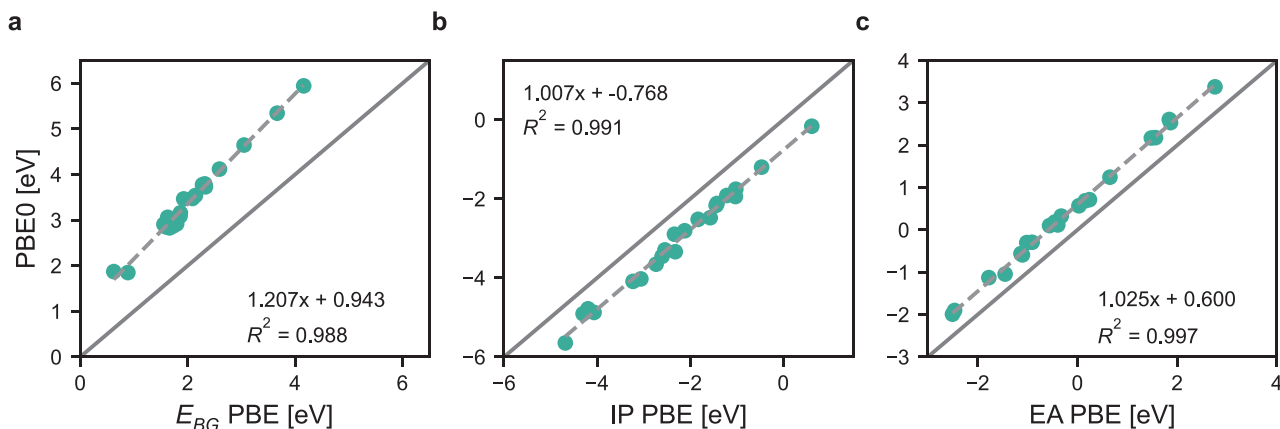 a
b
c
PBE0 [eV]
6
5
4
3
2
1
0
0
2
4
6
E_BG PBE [eV]
1.207x + 0.943
R² = 0.988
0
−2
−4
−6
−6
−4
−2
0
IP PBE [eV]
1.007x + -0.768
R² = 0.991
4
3
2
1
0
−1
−2
−3
−2
0
2
4
EA PBE [eV]
1.025x + 0.600
R² = 0.997